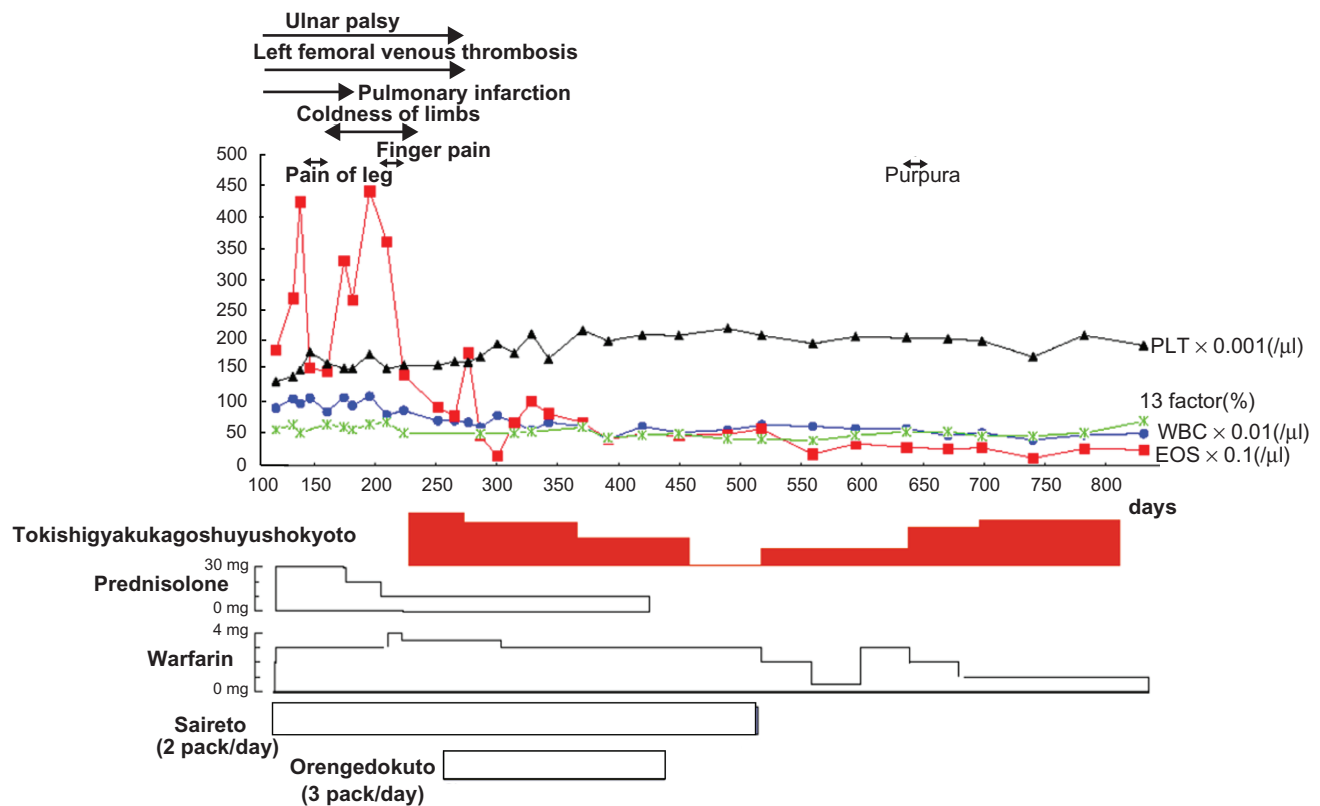 Ulnar palsy
Left femoral venous thrombosis
Pulmonary infarction
Coldness of limbs
Finger pain
Pain of leg
Purpura
500
450
400
350
300
250
200
150
100
50
0
PLT × 0.001(/µl)
13 factor(%)
WBC × 0.01(/µl)
EOS × 0.1(/µl)
100 150 200 250 300 350 400 450 500 550 600 650 700 750 800
days
Tokishigyakukagoshuyushokyoto
30 mg
Prednisolone
0 mg
4 mg
Warfarin
0 mg
Saireto
(2 pack/day)
Orengedokuto
(3 pack/day)